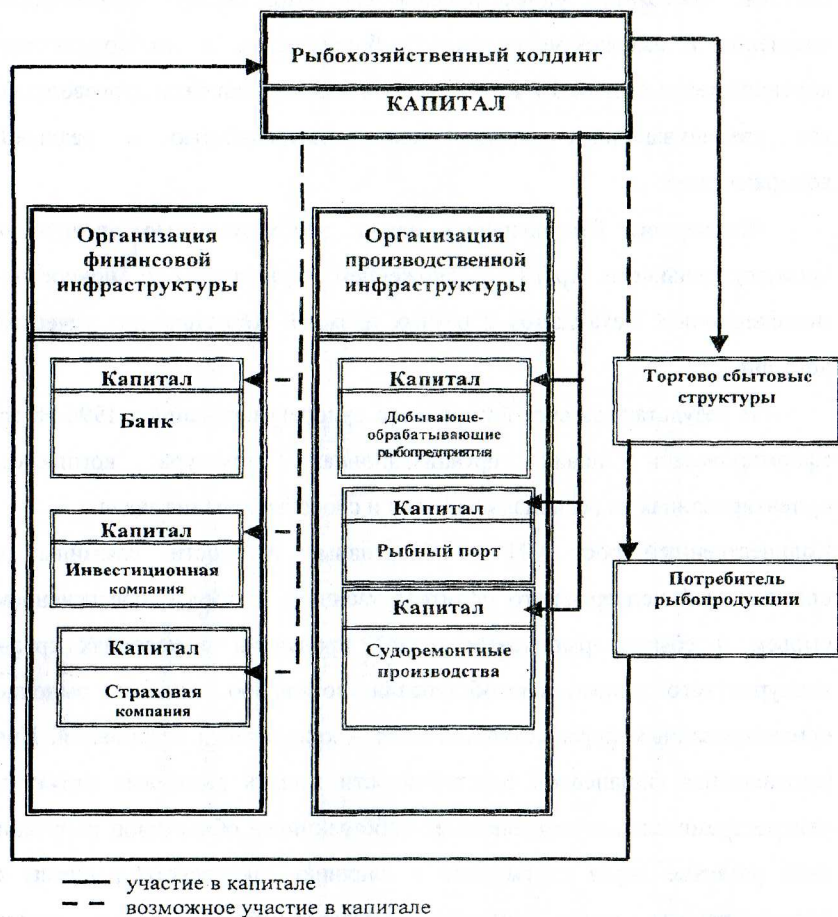 Рыбохозяйственный холдинг
КАПИТАЛ
Организация
финансовой
инфраструктуры
Капитал
Банк
Капитал
Инвестиционная
компания
Капитал
Страховая
компания
Организация
производственной
инфраструктуры
Капитал
Добывающе-
обрабатывающие
рыбопредприятия
Капитал
Рыбный порт
Капитал
Судоремонтные
производства
Торгово сбытовые
структуры
Потребитель
рыбопродукции
участие в капитале
возможное участие в капитале